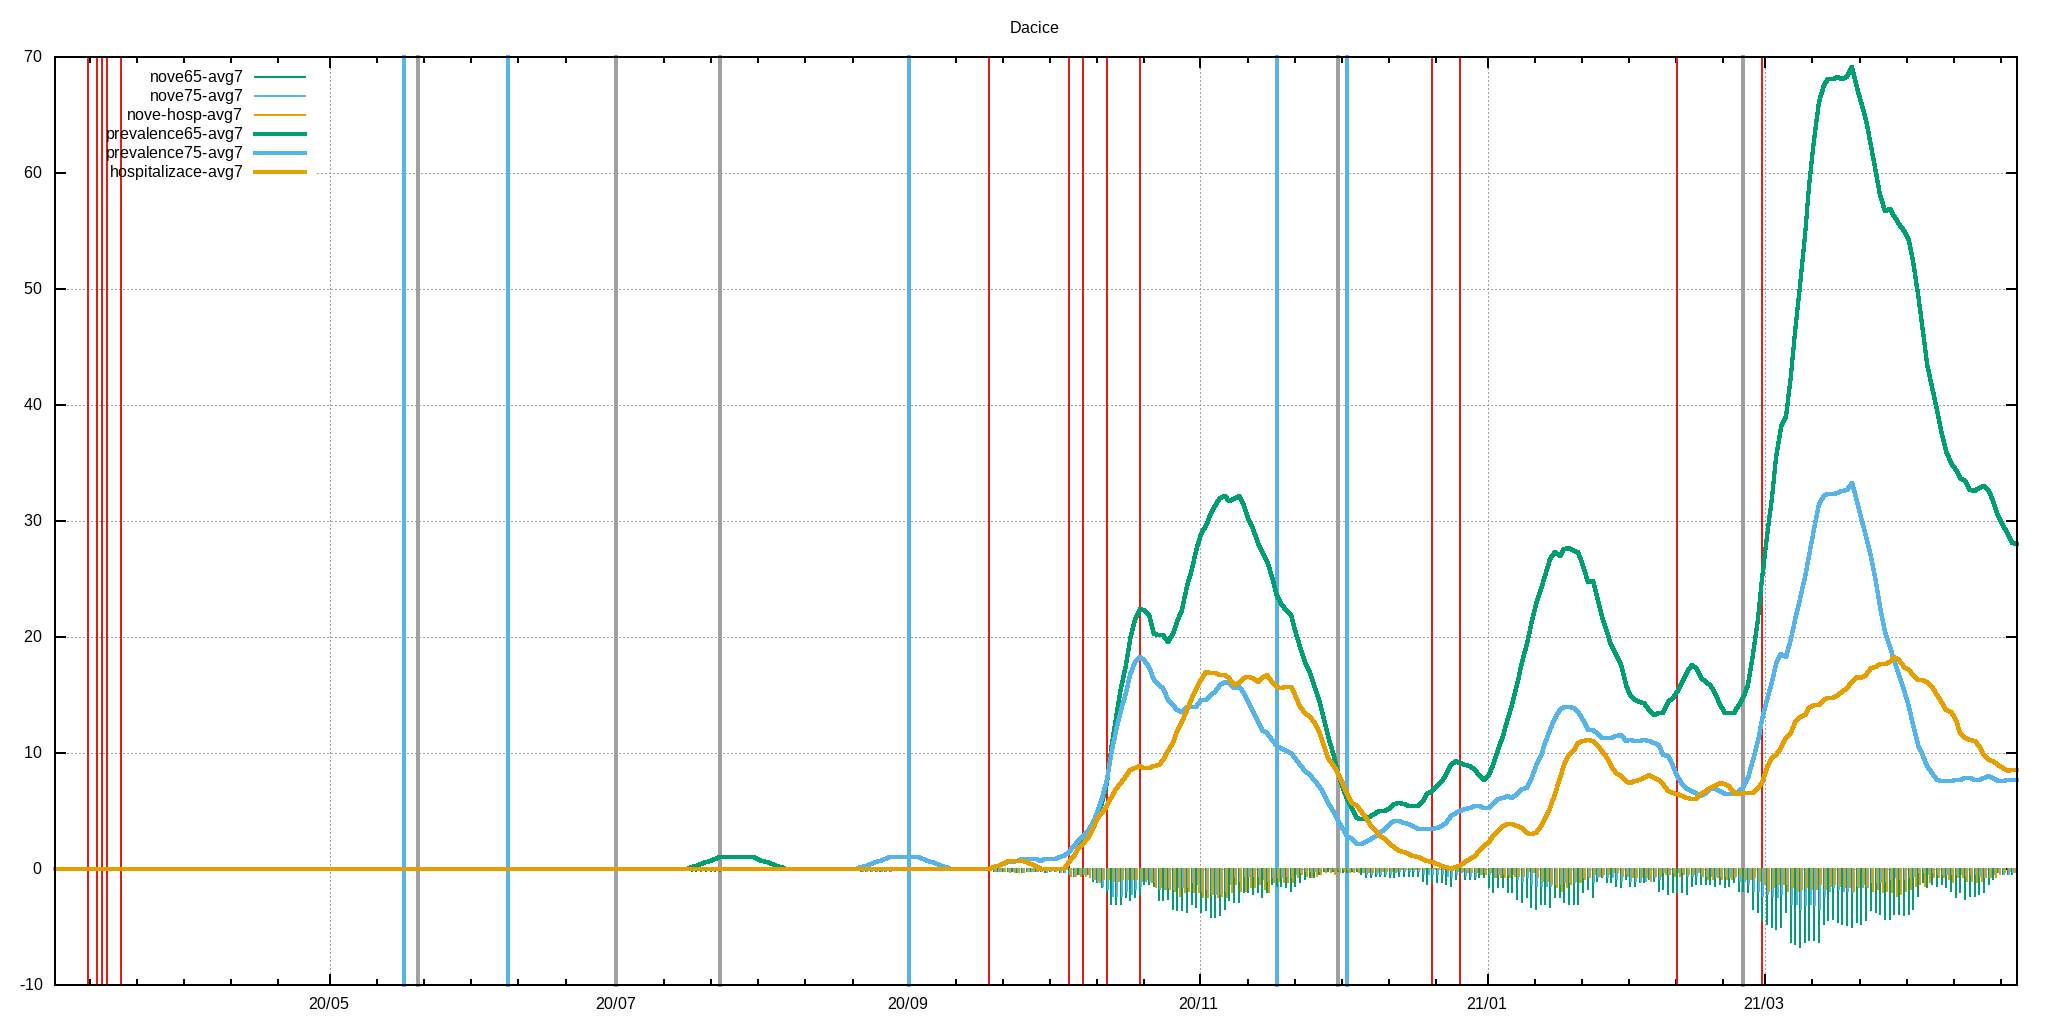 Dacice
70
60
50
40
30
20
10
0
-10
nove65-avg7
nove75-avg7
nove-hosp-avg7
prevalence65-avg7
prevalence75-avg7
hospitalizace-avg7
20/05 20/07 20/09 20/11 21/01 21/03